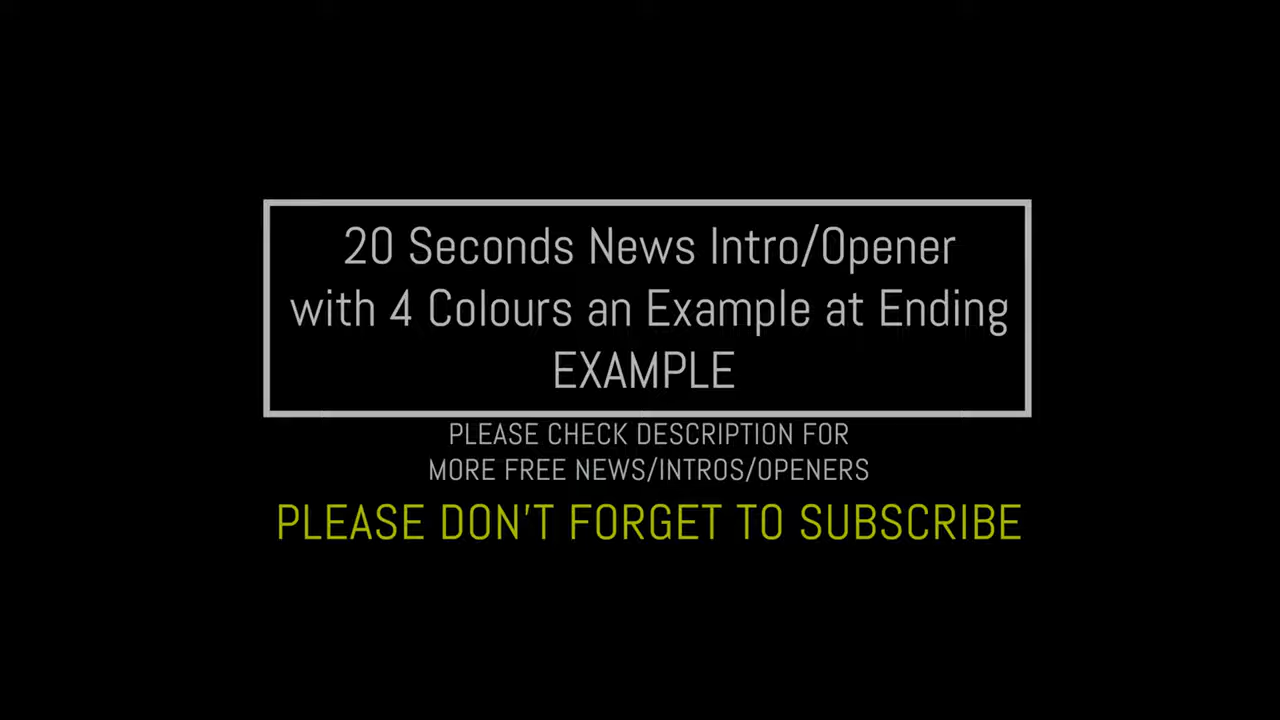 20 Seconds News Intro/Opener
with 4 Colours an Example at Ending
EXAMPLE
PLEASE CHECK DESCRIPTION FOR
MORE FREE NEWS/INTROS/OPENERS
PLEASE DON'T FORGET TO SUBSCRIBE